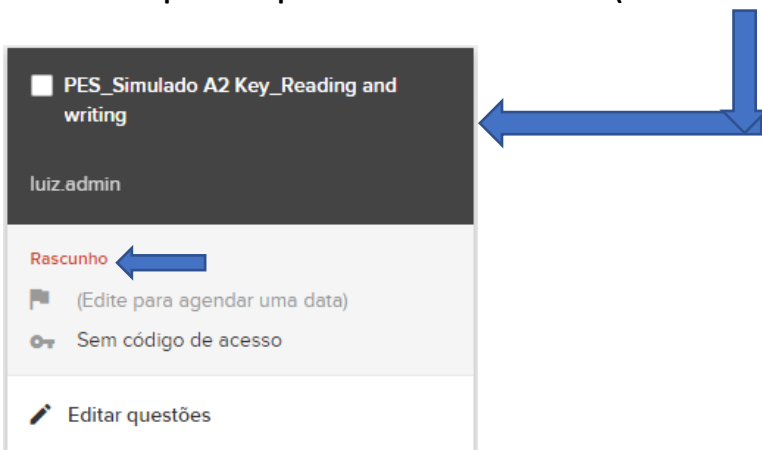 PES_Simulado A2 Key_Reading and
writing
luiz.admin
Rascunho
(Edite para agendar uma data)
Sem código de acesso
Editar questões